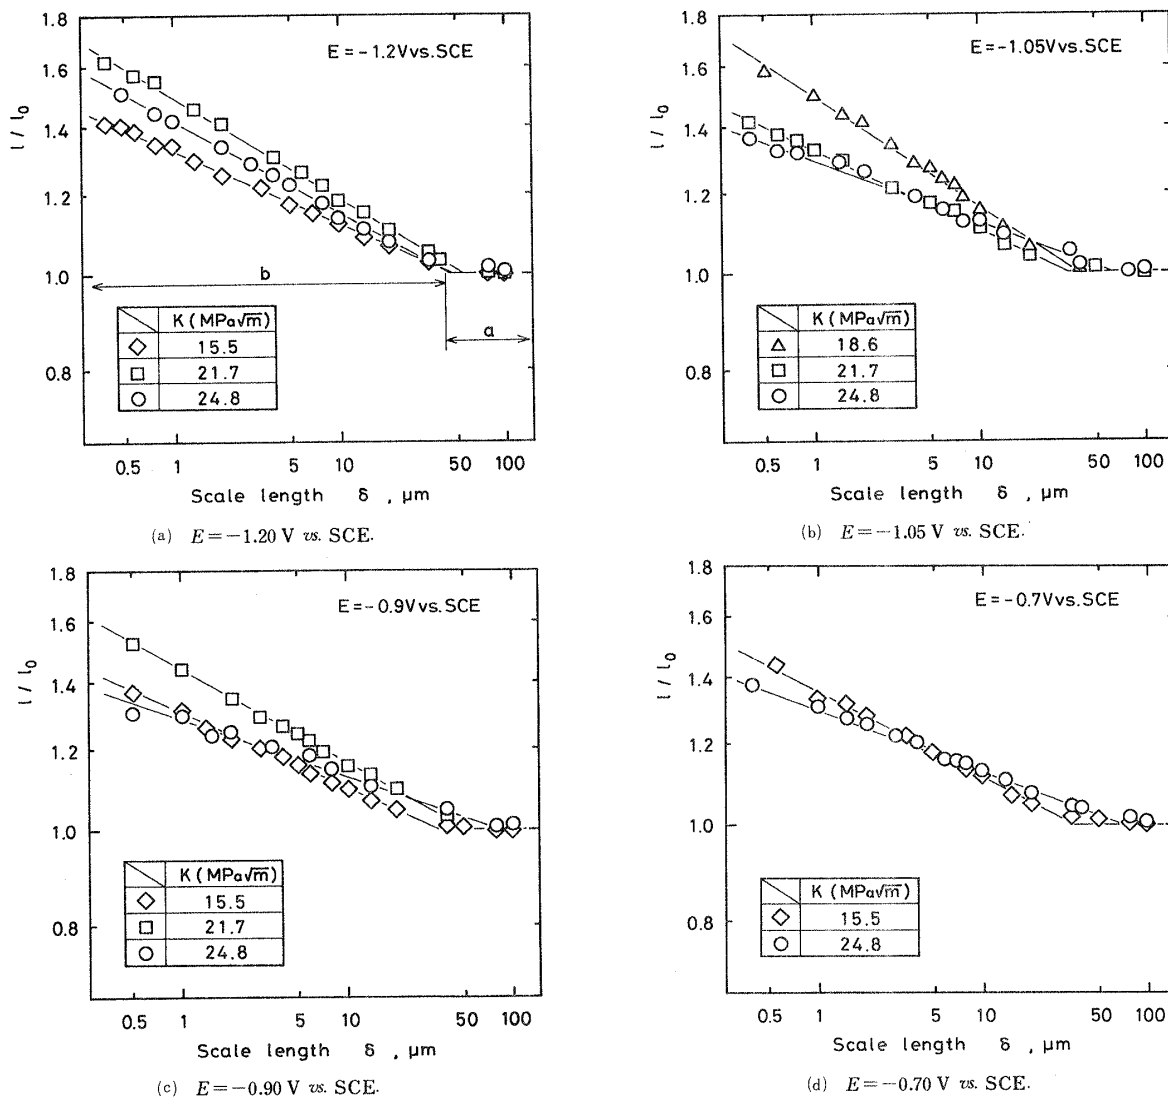 1.8
1.6
1.4
1.2
1.0
0.8
l / l₀
E = −1.2V vs. SCE
b
a
K (MPa√m)
15.5
21.7
24.8
0.5 1 5 10 50 100
Scale length δ , μm
(a) E = −1.20 V vs. SCE.
1.8
1.6
1.4
1.2
1.0
0.8
l / l₀
E = −1.05V vs. SCE
K (MPa√m)
18.6
21.7
24.8
0.5 1 5 10 50 100
Scale length δ , μm
(b) E = −1.05 V vs. SCE.
1.8
1.6
1.4
1.2
1.0
0.8
l / l₀
E = −0.9V vs. SCE
K (MPa√m)
15.5
21.7
24.8
0.5 1 5 10 50 100
Scale length δ , μm
(c) E = −0.90 V vs. SCE.
1.8
1.6
1.4
1.2
1.0
0.8
l / l₀
E = −0.7V vs. SCE
K (MPa√m)
15.5
24.8
0.5 1 5 10 50 100
Scale length δ , μm
(d) E = −0.70 V vs. SCE.